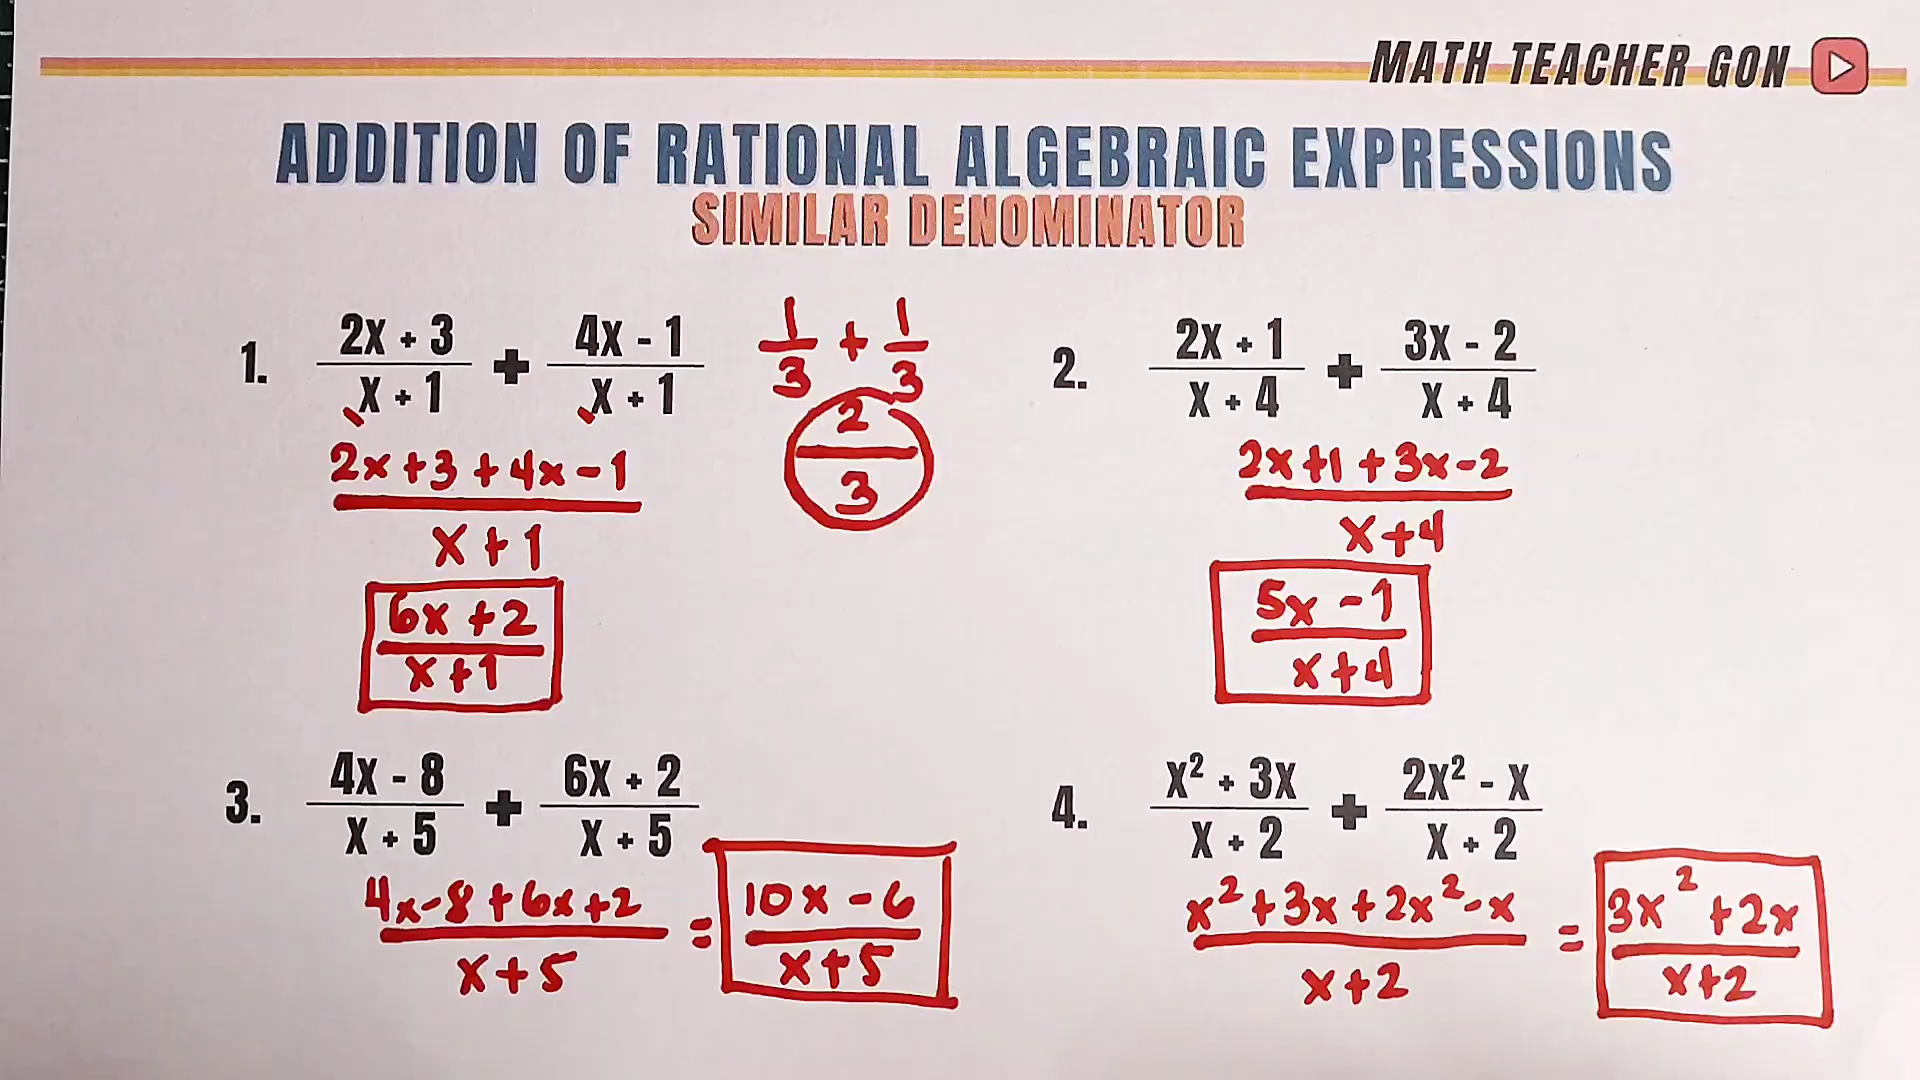 MATH TEACHER GON
ADDITION OF RATIONAL ALGEBRAIC EXPRESSIONS
SIMILAR DENOMINATOR
1. (2X + 3)/(X + 1) + (4X - 1)/(X + 1)
1/3 + 1/3
2/3
2x+3+4x-1
x+1
6x+2
x+1
2. (2X + 1)/(X + 4) + (3X - 2)/(X + 4)
2x+1+3x-2
x+4
5x-1
x+4
3. (4X - 8)/(X + 5) + (6X + 2)/(X + 5)
4x-8+6x+2 = 10x-6
x+5 x+5
4. (X² + 3X)/(X + 2) + (2X² - X)/(X + 2)
x²+3x+2x²-x = 3x²+2x
x+2 x+2